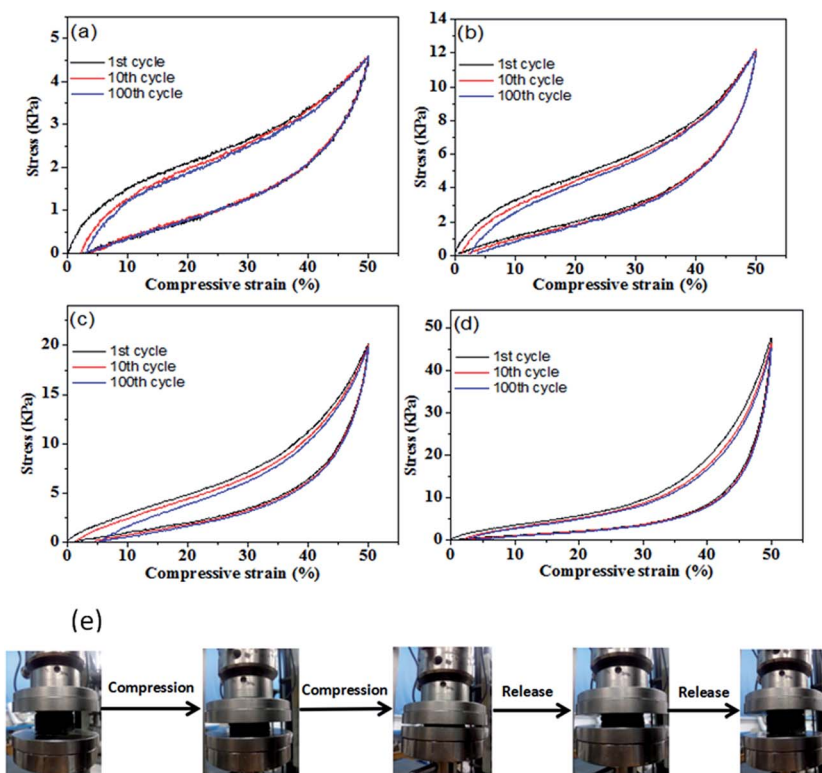 (a)
1st cycle
10th cycle
100th cycle
Stress (KPa)
5
4
3
2
1
0
0 10 20 30 40 50
Compressive strain (%)
(b)
1st cycle
10th cycle
100th cycle
Stress (KPa)
14
12
10
8
6
4
2
0
0 10 20 30 40 50
Compressive strain (%)
(c)
1st cycle
10th cycle
100th cycle
Stress (KPa)
20
15
10
5
0
0 10 20 30 40 50
Compressive strain (%)
(d)
1st cycle
10th cycle
100th cycle
Stress (KPa)
50
40
30
20
10
0
0 10 20 30 40 50
Compressive strain (%)
(e)
Compression
Compression
Release
Release